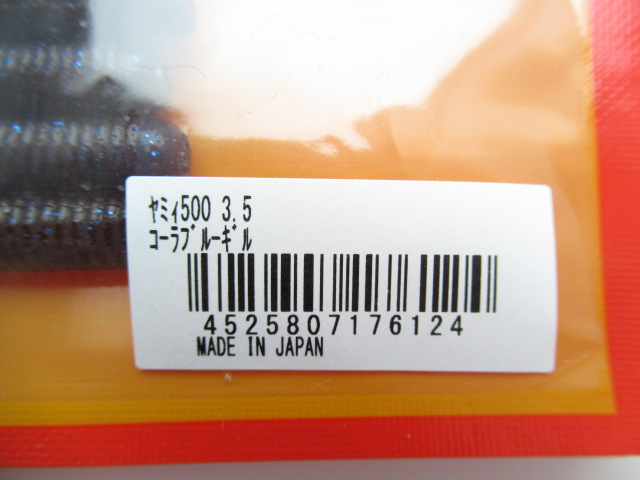 ﾔﾐｨ500 3.5
ｺｰﾗﾌﾞﾙｰｷﾞﾙ
4525807176124
MADE IN JAPAN